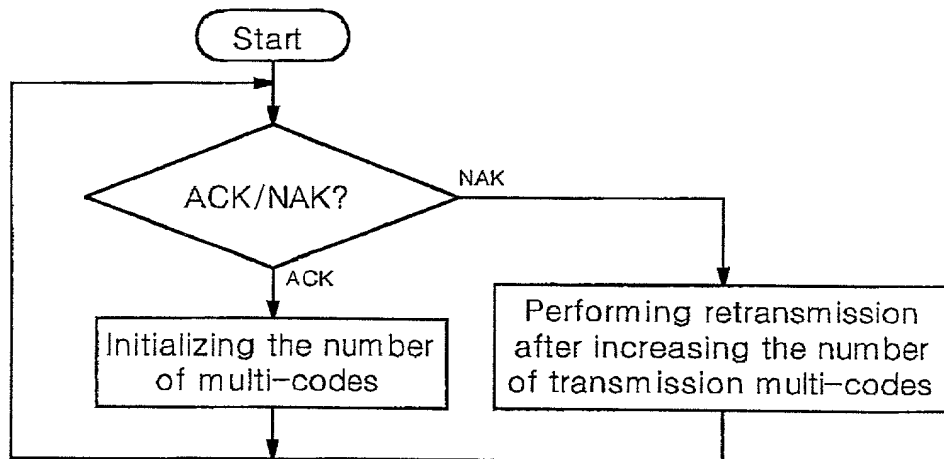 Start
ACK/NAK?
NAK
ACK
Initializing the number
of multi-codes
Performing retransmission
after increasing the number
of transmission multi-codes